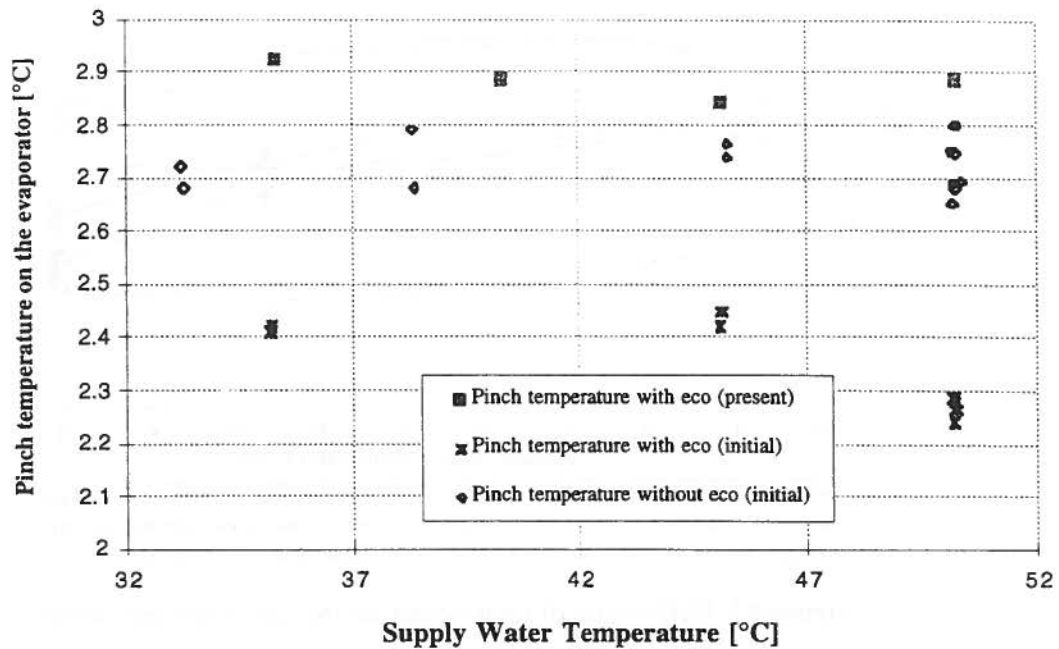 Pinch temperature on the evaporator [°C]
3
2.9
2.8
2.7
2.6
2.5
2.4
2.3
2.2
2.1
2
Pinch temperature with eco (present)
Pinch temperature with eco (initial)
Pinch temperature without eco (initial)
32 37 42 47 52
Supply Water Temperature [°C]